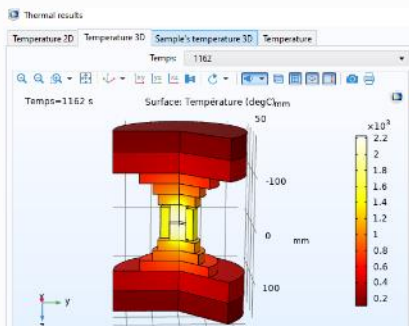 Thermal results
Temperature 2D Temperature 3D Sample's temperature 3D Temperature
Temps: 1162
Temps=1162 s Surface: Température (degC) mm
50
-100
0 mm
100
×10³
2.2
2
1.8
1.6
1.4
1.2
1
0.8
0.6
0.4
0.2
x
y
z